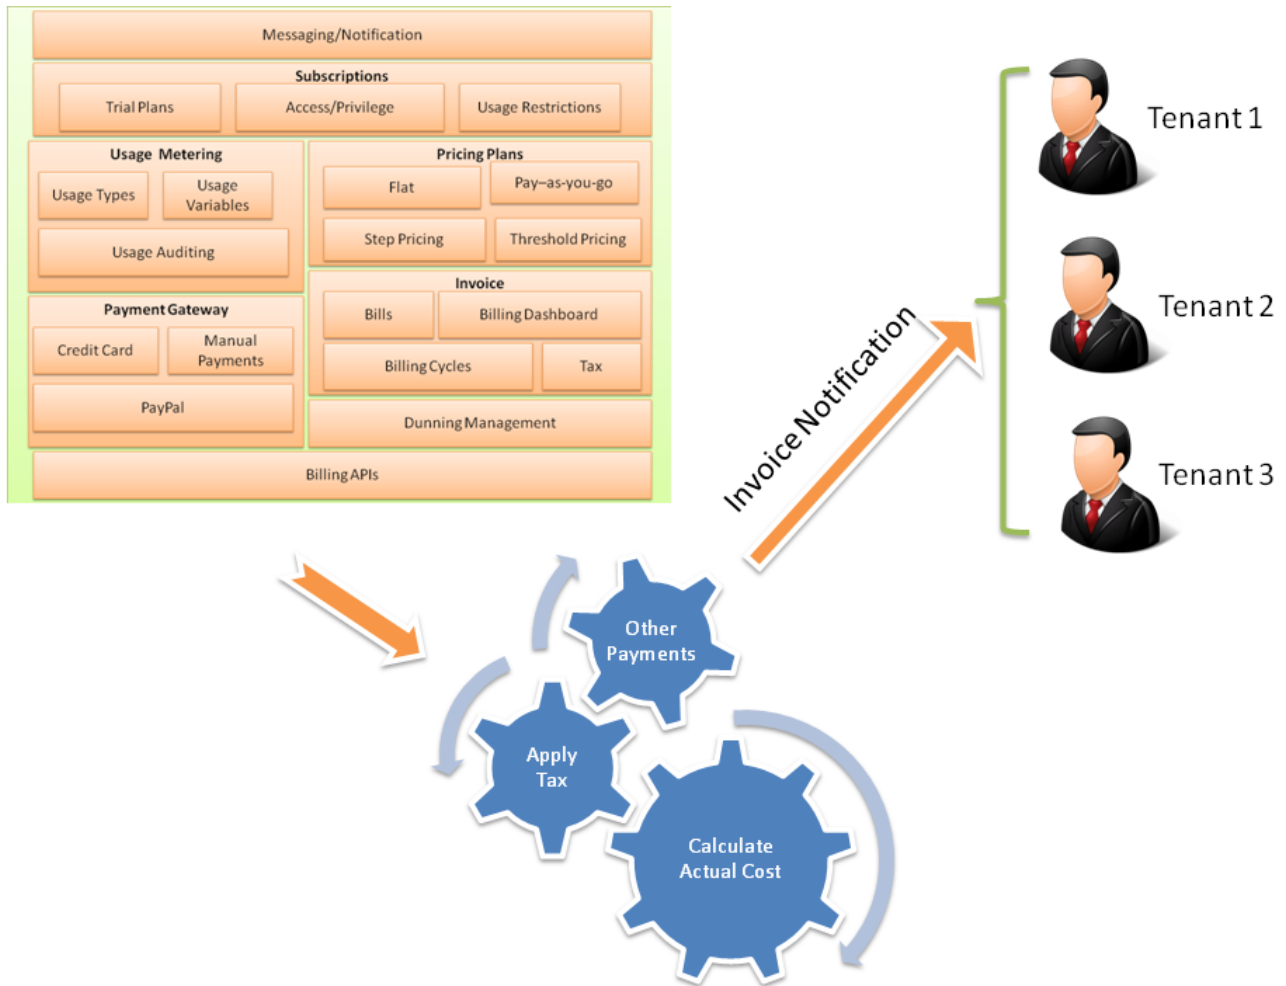 Messaging/Notification
Subscriptions
Trial Plans
Access/Privilege
Usage Restrictions
Usage Metering
Usage Types
Usage
Variables
Usage Auditing
Pricing Plans
Flat
Pay–as-you-go
Step Pricing
Threshold Pricing
Invoice
Bills
Billing Dashboard
Billing Cycles
Tax
Payment Gateway
Credit Card
Manual
Payments
PayPal
Dunning Management
Billing APIs
Invoice Notification
Tenant 1
Tenant 2
Tenant 3
Other
Payments
Apply
Tax
Calculate
Actual Cost